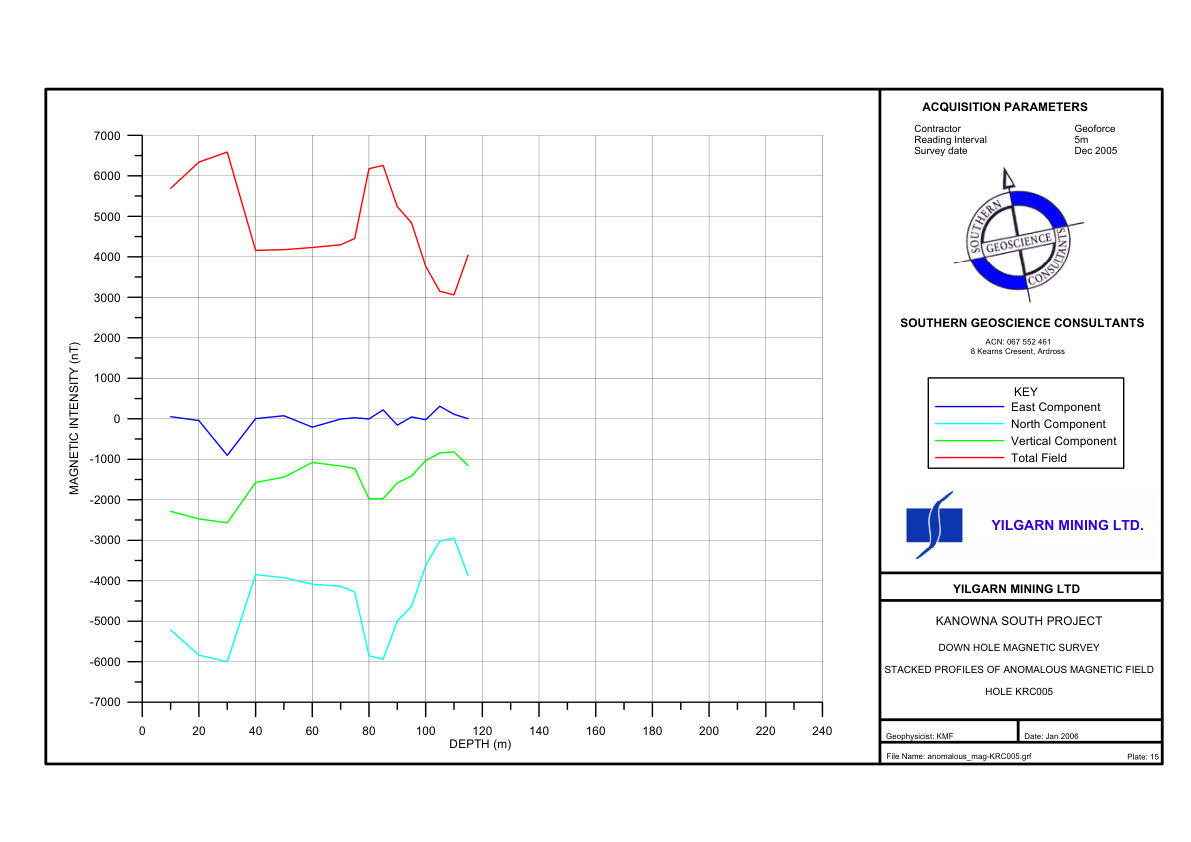 7000
6000
5000
4000
3000
2000
1000
0
-1000
-2000
-3000
-4000
-5000
-6000
-7000
MAGNETIC INTENSITY (nT)
0 20 40 60 80 100 120 140 160 180 200 220 240
DEPTH (m)
ACQUISITION PARAMETERS
Contractor Geoforce
Reading Interval 5m
Survey date Dec 2005
SOUTHERN
GEOSCIENCE
CONSULTANTS
SOUTHERN GEOSCIENCE CONSULTANTS
ACN: 067 552 461
8 Kearns Cresent, Ardross
KEY
East Component
North Component
Vertical Component
Total Field
YILGARN MINING LTD.
YILGARN MINING LTD
KANOWNA SOUTH PROJECT
DOWN HOLE MAGNETIC SURVEY
STACKED PROFILES OF ANOMALOUS MAGNETIC FIELD
HOLE KRC005
Geophysicist: KMF Date: Jan 2006
File Name: anomalous_mag-KRC005.grf Plate: 15